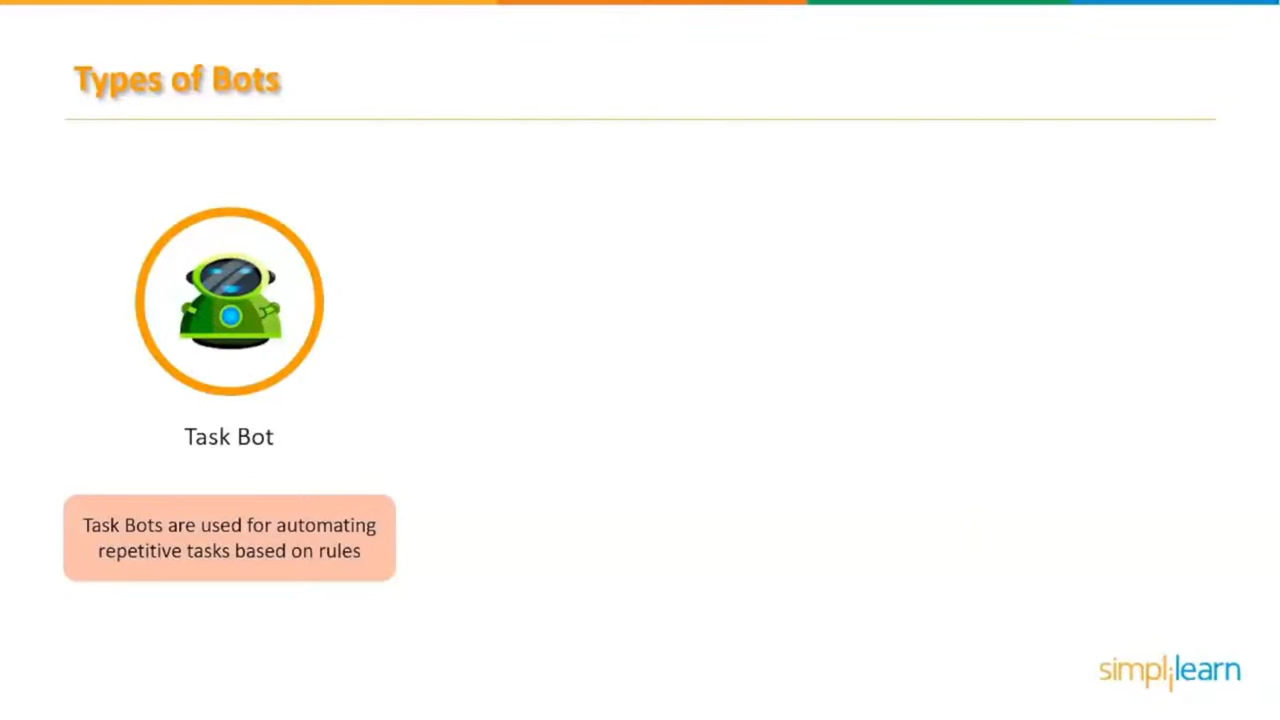 Types of Bots
Task Bot
Task Bots are used for automating
repetitive tasks based on rules
simplilearn